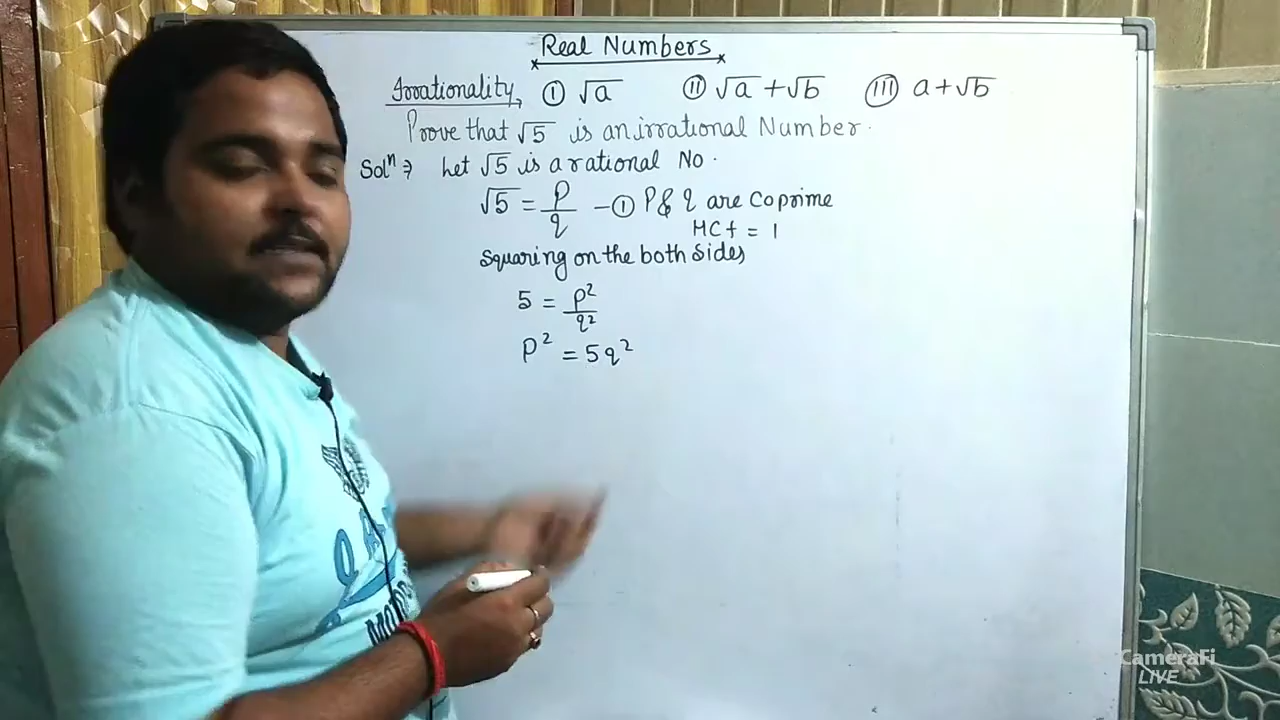 Real Numbers
Irrationality, Ⓘ √a Ⓘⓘ √a + √b Ⓘⓘⓘ a + √b
Prove that √5 is an irrational Number.
Solⁿ ⇒ Let √5 is a rational No.
√5 = P/q - ① P & q are Coprime
HCf = 1
Squaring on the both Sides
5 = P²/q²
P² = 5q²
CameraFi
LIVE